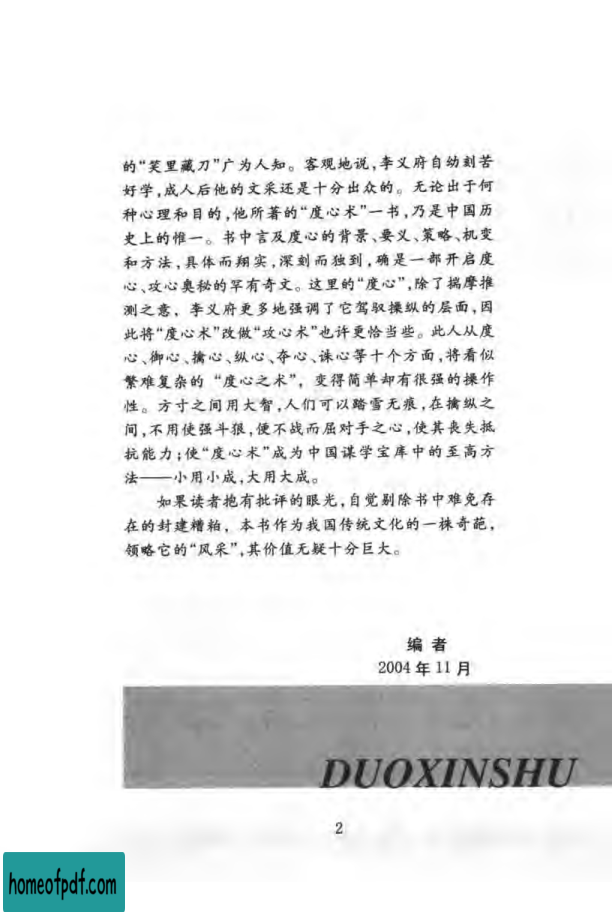 的“笑里藏刀”广为人知。客观地说,李义府自幼刻苦
好学,成人后他的文采还是十分出众的。无论出于何
种心理和目的,他所著的“度心术”一书,乃是中国历
史上的惟一。书中言及度心的背景、要义、策略、机变
和方法,具体而翔实,深刻而独到,确是一部开启度
心、攻心奥秘的罕有奇文。这里的“度心”,除了揣摩推
测之意,李义府更多地强调了它驾驭操纵的层面,因
此将“度心术”改做“攻心术”也许更恰当些。此人从度
心、御心、擒心、纵心、夺心、诛心等十个方面,将看似
繁难复杂的“度心之术”,变得简单却有很强的操作
性。方寸之间用大智,人们可以踏雪无痕,在擒纵之
间,不用使强斗狠,便不战而屈对手之心,使其丧失抵
抗能力;使“度心术”成为中国谋学宝库中的至高方
法——小用小成,大用大成。
如果读者抱有批评的眼光,自觉剔除书中难免存
在的封建糟粕,本书作为我国传统文化的一株奇葩,
领略它的“风采”,其价值无疑十分巨大。
编 者
2004年11月
DUOXINSHU
2
homeofpdf.com